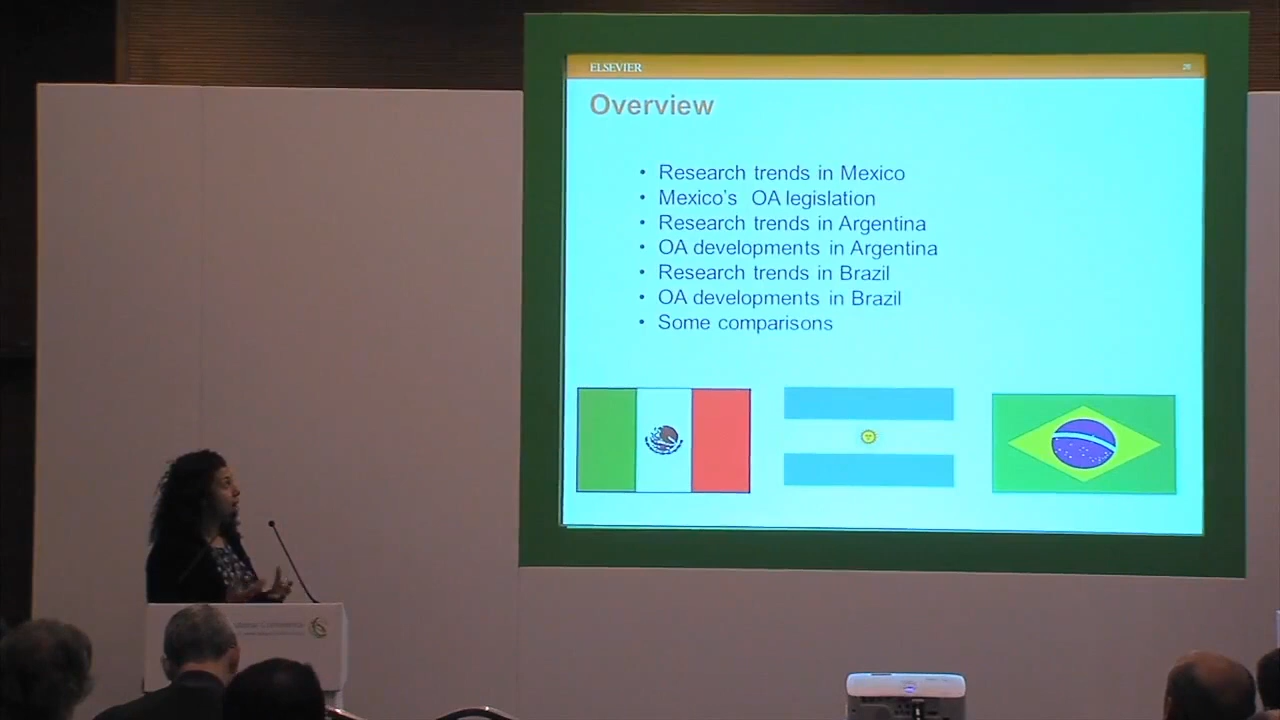 ELSEVIER
Overview
• Research trends in Mexico
• Mexico's OA legislation
• Research trends in Argentina
• OA developments in Argentina
• Research trends in Brazil
• OA developments in Brazil
• Some comparisons